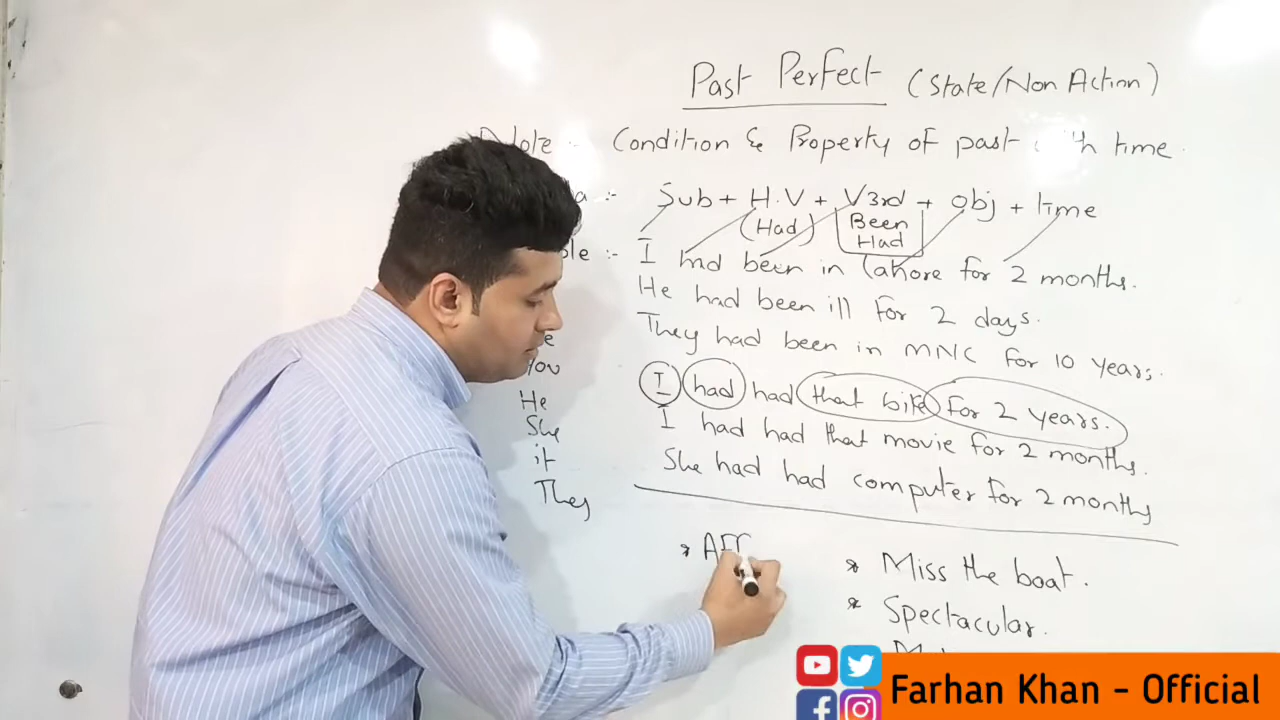 Past Perfect (State/Non Action)
Note :- Condition & Property of past with time.
:- Sub + H.V + V3rd + obj + time
(Had) Been
Had
:- I had been in Lahore for 2 months.
He had been ill for 2 days.
They had been in MNC for 10 years.
I had had that bike for 2 years.
I had had that movie for 2 months.
She had had computer for 2 months
You
He
She
it
They
* Aff
* Miss the boat.
* Spectacular.
Farhan Khan - Official